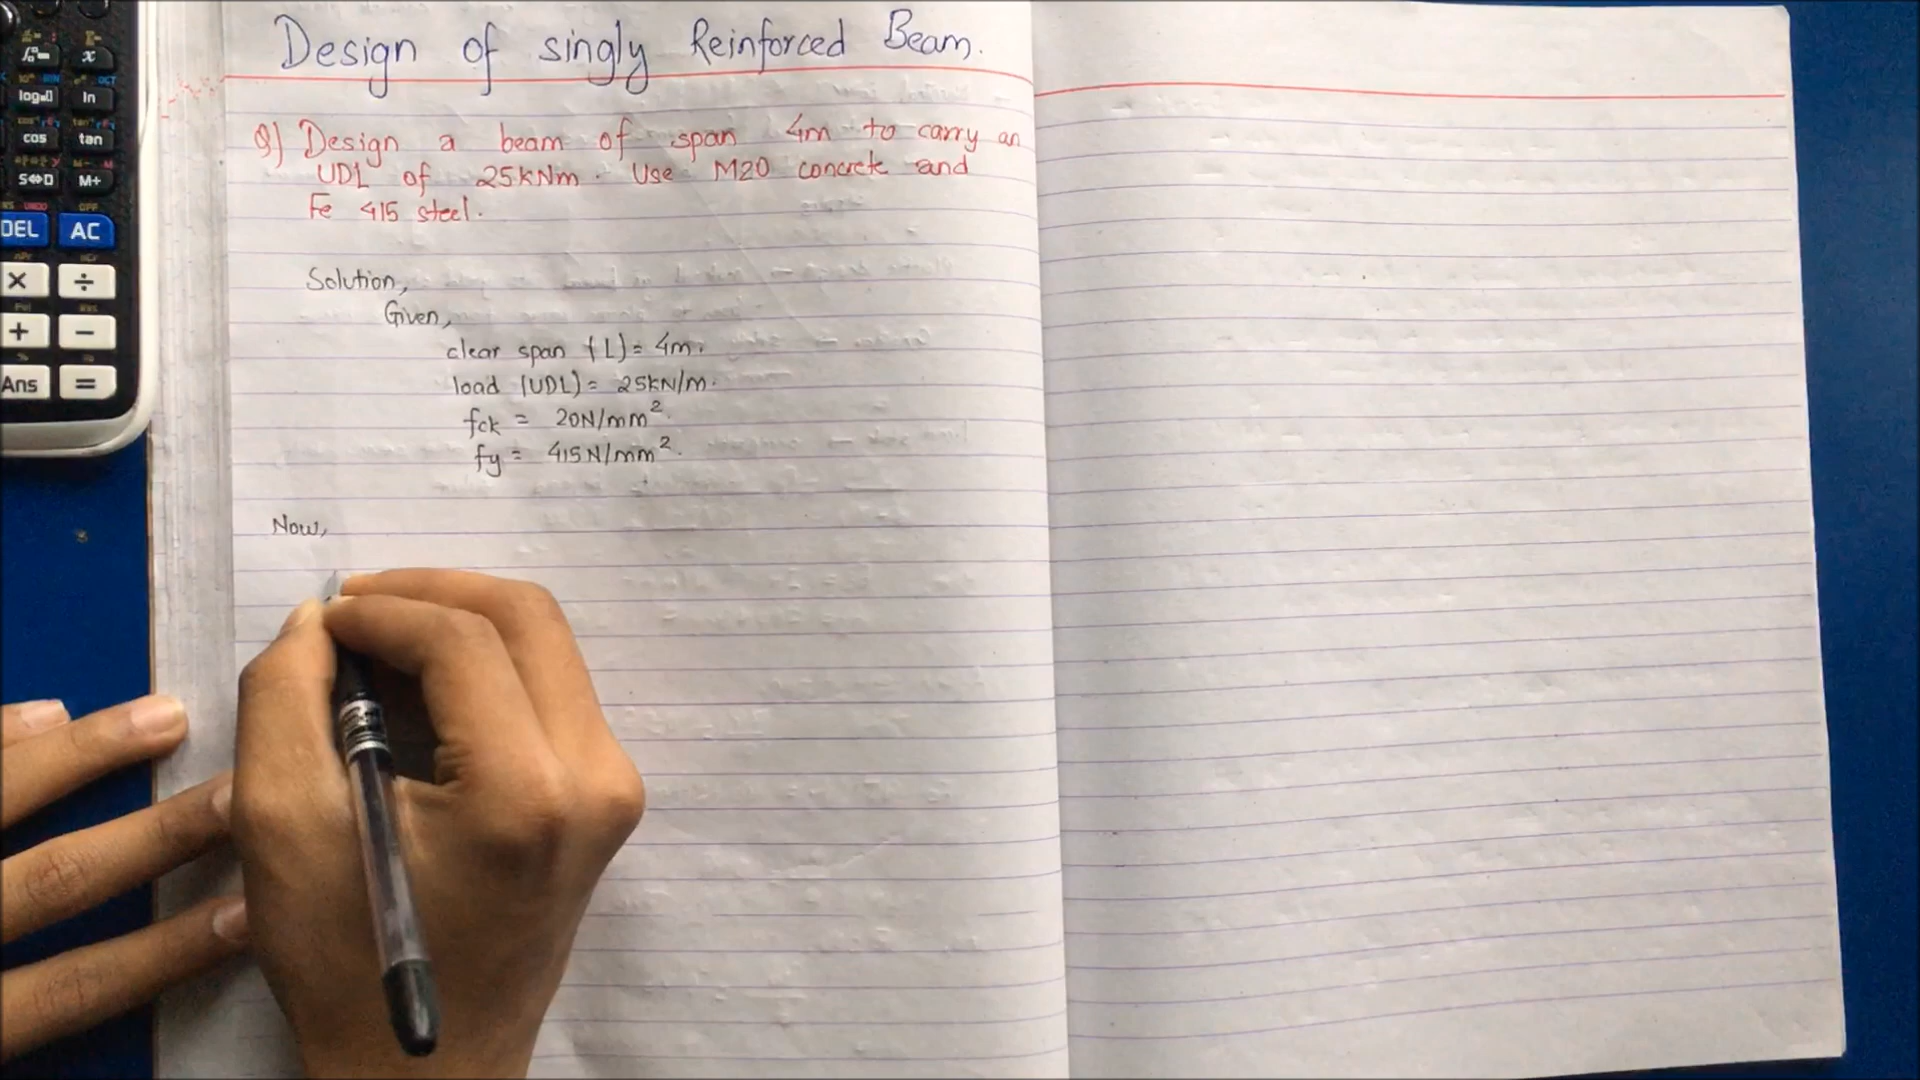 Design of singly Reinforced Beam.
Q) Design a beam of span 4m to carry an
UDL of 25kNm. Use M20 concrete and
Fe 415 steel.
Solution,
Given,
clear span (L) = 4m.
load (UDL) = 25kN/m.
fck = 20N/mm²
fy = 415N/mm².
Now,
x
log▪▯ ln
cos tan
S⇔D M+
DEL AC
× ÷
+ −
Ans =